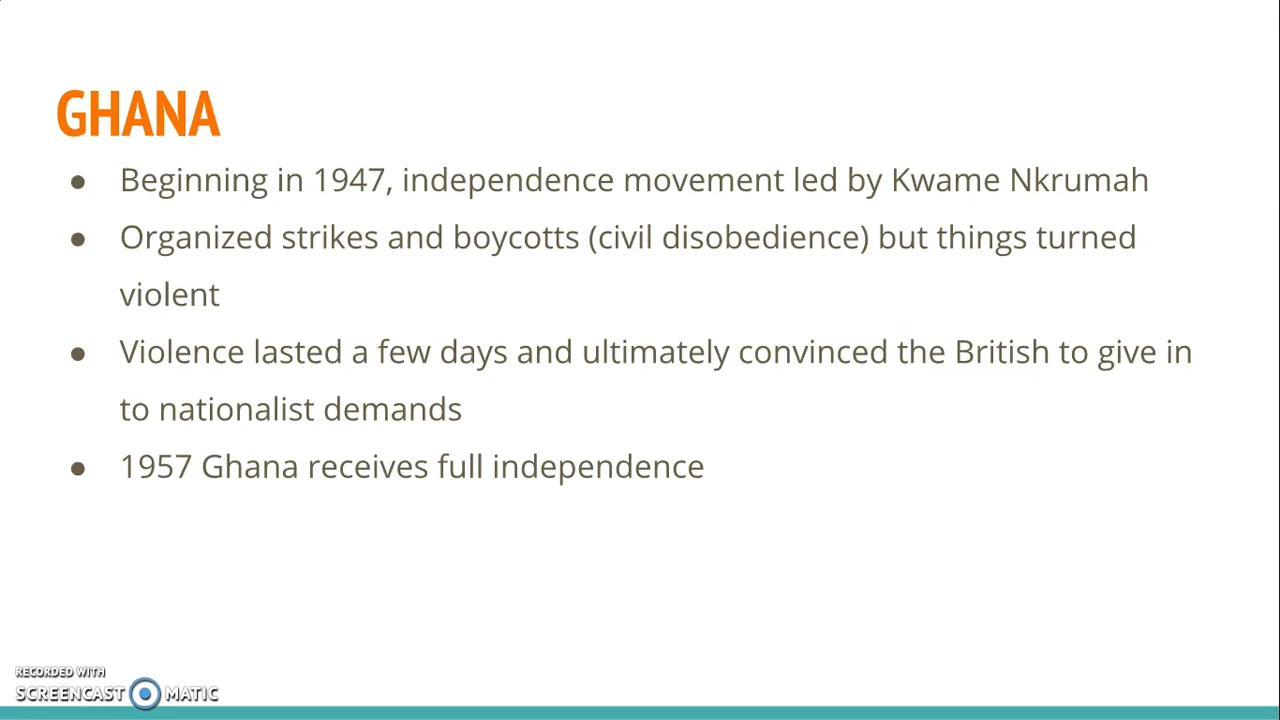 GHANA
● Beginning in 1947, independence movement led by Kwame Nkrumah
● Organized strikes and boycotts (civil disobedience) but things turned
violent
● Violence lasted a few days and ultimately convinced the British to give in
to nationalist demands
● 1957 Ghana receives full independence
RECORDED WITH
SCREENCAST MATIC